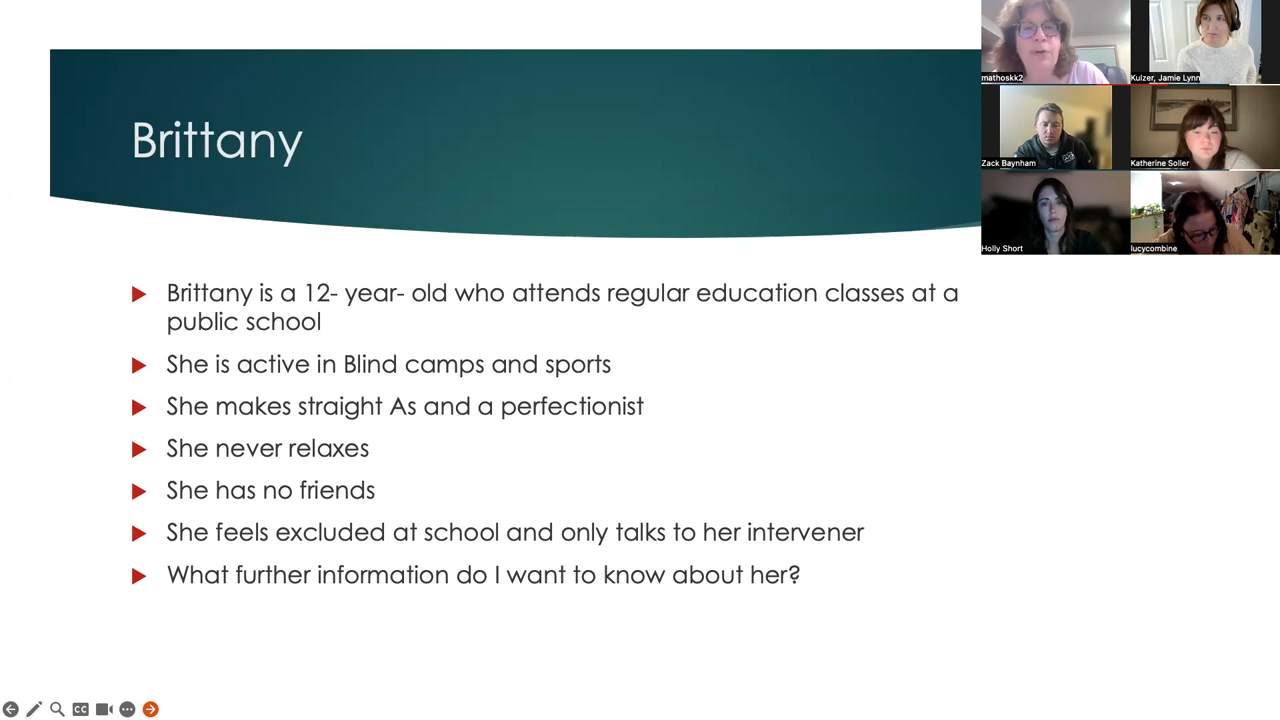 Brittany
Brittany is a 12- year- old who attends regular education classes at a
public school
She is active in Blind camps and sports
She makes straight As and a perfectionist
She never relaxes
She has no friends
She feels excluded at school and only talks to her intervener
What further information do I want to know about her?
mathoskk2
Kulzer, Jamie Lynn
Zack Baynham
Katherine Soller
Holly Short
lucycombine
CC